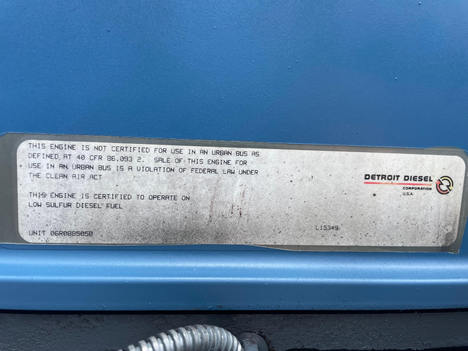 THIS ENGINE IS NOT CERTIFIED FOR USE IN AN URBAN BUS AS
DEFINED AT 40 CFR 86.093 2. SALE OF THIS ENGINE FOR
USE IN AN URBAN BUS IS A VIOLATION OF FEDERAL LAW UNDER
THE CLEAN AIR ACT
THIS ENGINE IS CERTIFIED TO OPERATE ON
LOW SULFUR DIESEL FUEL
DETROIT DIESEL
CORPORATION
U.S.A.
UNIT 06R0885050
L15349